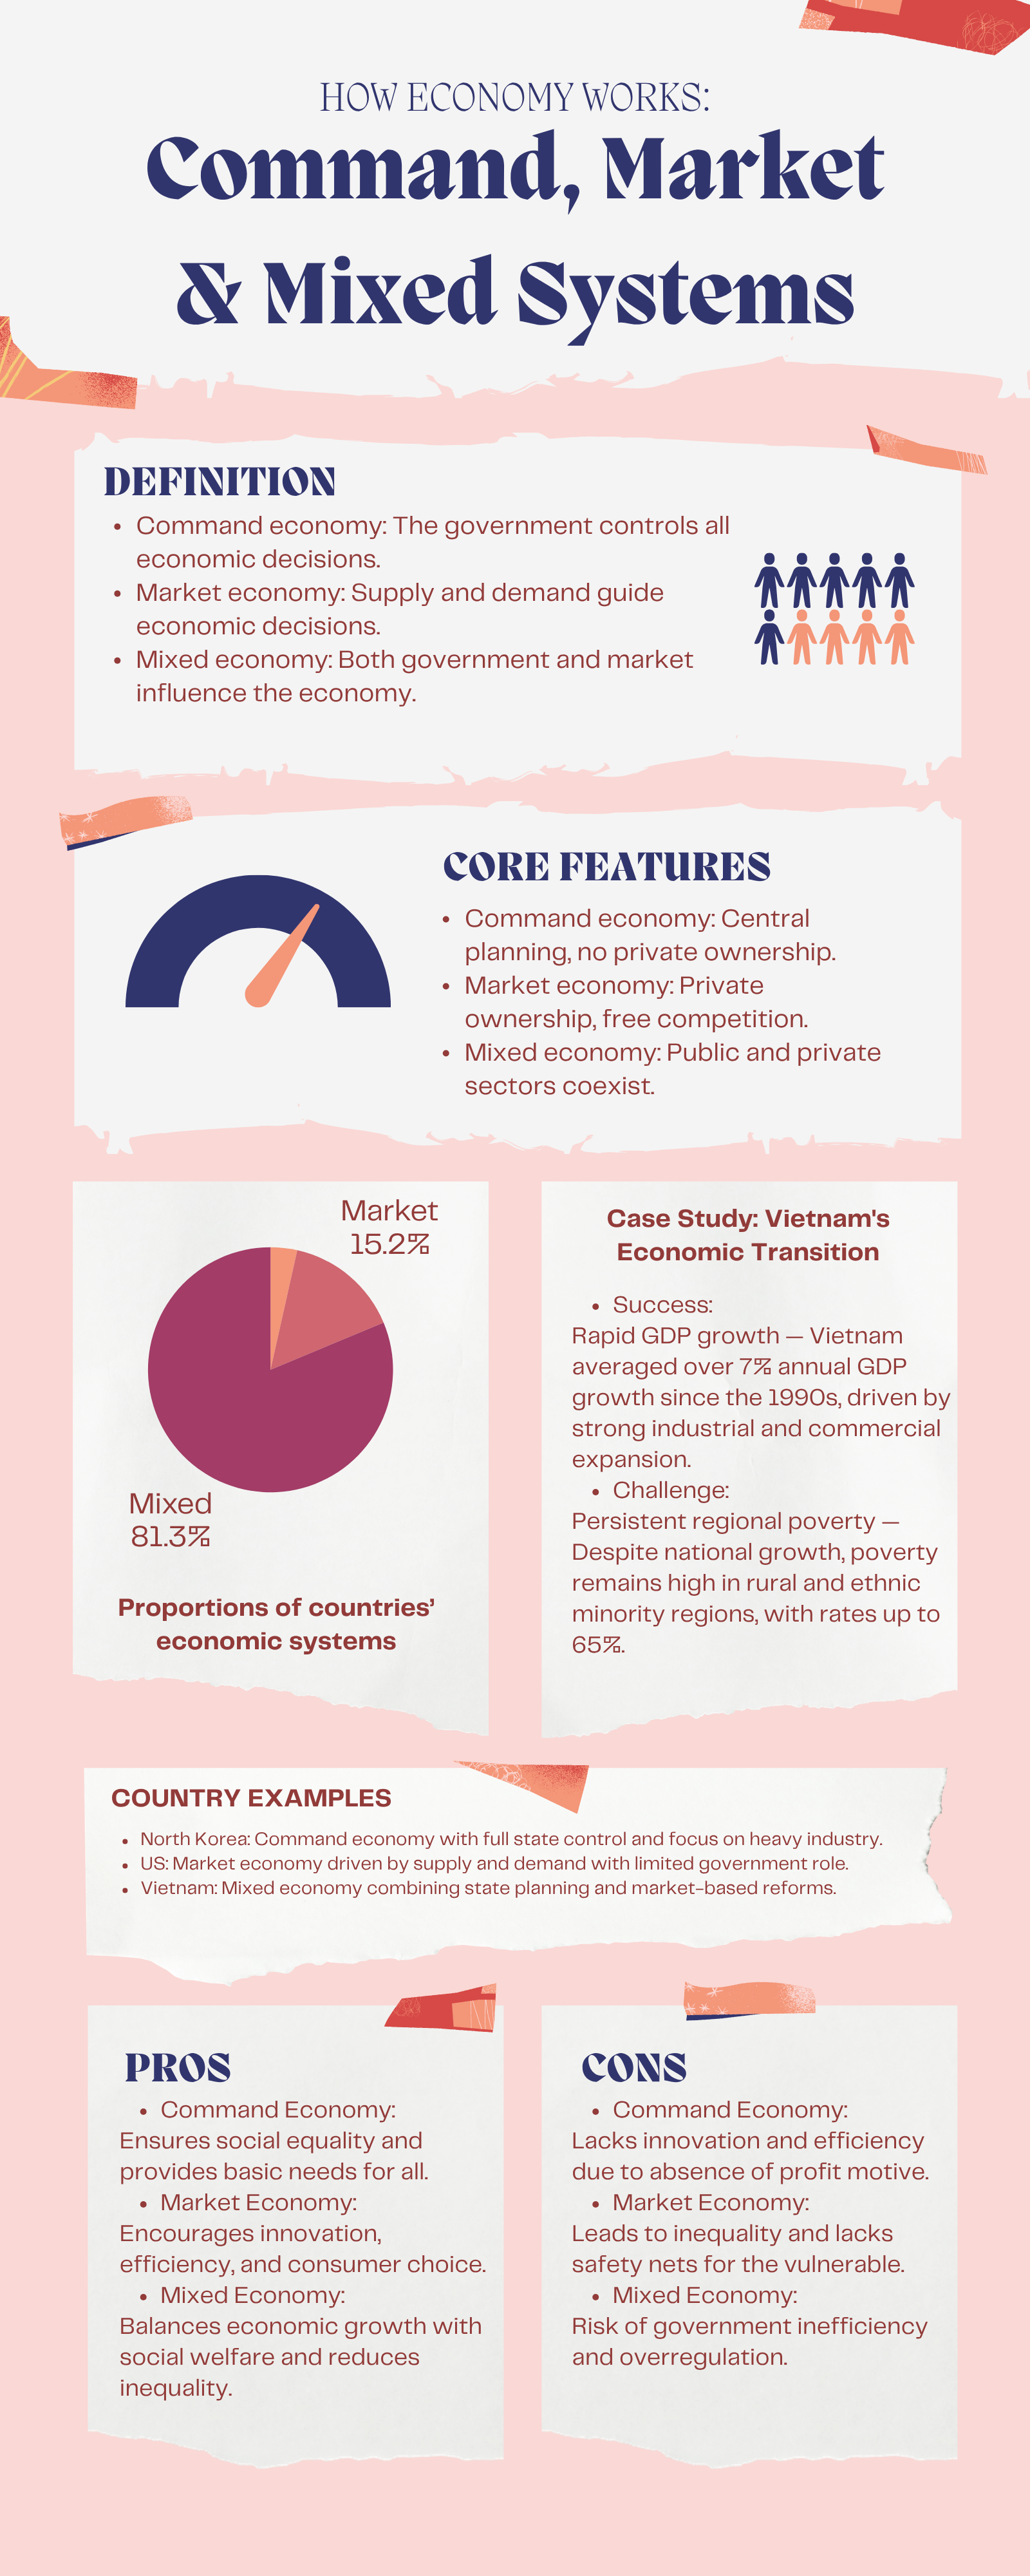 HOW ECONOMY WORKS:
Command, Market
& Mixed Systems
DEFINITION
• Command economy: The government controls all
economic decisions.
• Market economy: Supply and demand guide
economic decisions.
• Mixed economy: Both government and market
influence the economy.
CORE FEATURES
• Command economy: Central
planning, no private ownership.
• Market economy: Private
ownership, free competition.
• Mixed economy: Public and private
sectors coexist.
Market
15.2%
Mixed
81.3%
Proportions of countries’
economic systems
Case Study: Vietnam's
Economic Transition
• Success:
Rapid GDP growth — Vietnam
averaged over 7% annual GDP
growth since the 1990s, driven by
strong industrial and commercial
expansion.
• Challenge:
Persistent regional poverty —
Despite national growth, poverty
remains high in rural and ethnic
minority regions, with rates up to
65%.
COUNTRY EXAMPLES
• North Korea: Command economy with full state control and focus on heavy industry.
• US: Market economy driven by supply and demand with limited government role.
• Vietnam: Mixed economy combining state planning and market-based reforms.
PROS
• Command Economy:
Ensures social equality and
provides basic needs for all.
• Market Economy:
Encourages innovation,
efficiency, and consumer choice.
• Mixed Economy:
Balances economic growth with
social welfare and reduces
inequality.
CONS
• Command Economy:
Lacks innovation and efficiency
due to absence of profit motive.
• Market Economy:
Leads to inequality and lacks
safety nets for the vulnerable.
• Mixed Economy:
Risk of government inefficiency
and overregulation.